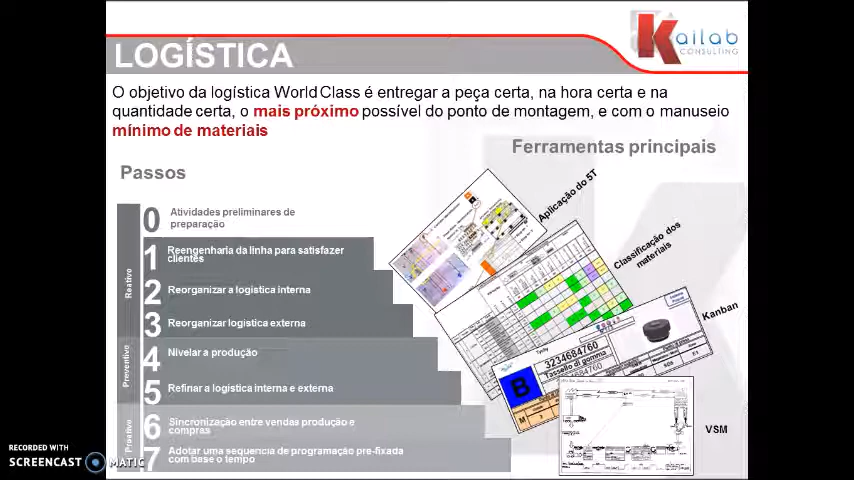 Kailab
CONSULTING
LOGÍSTICA
O objetivo da logística World Class é entregar a peça certa, na hora certa e na
quantidade certa, o mais próximo possível do ponto de montagem, e com o manuseio
mínimo de materiais
Ferramentas principais
Passos
0 Atividades preliminares de
preparação
1 Reengenharia da linha para satisfazer
clientes
2 Reorganizar a logística interna
3 Reorganizar logística externa
4 Nivelar a produção
5 Refinar a logística interna e externa
6 Sincronização entre vendas produção e
compras
7 Adotar uma sequencia de programação pre-fixada
com base o tempo
Reativo
Preventivo
Proativo
Aplicação do 5T
Classificação dos
materiais
Kanban
3234684760
Tassello di gomma
B
VSM
RECORDED WITH
SCREENCAST MATIC